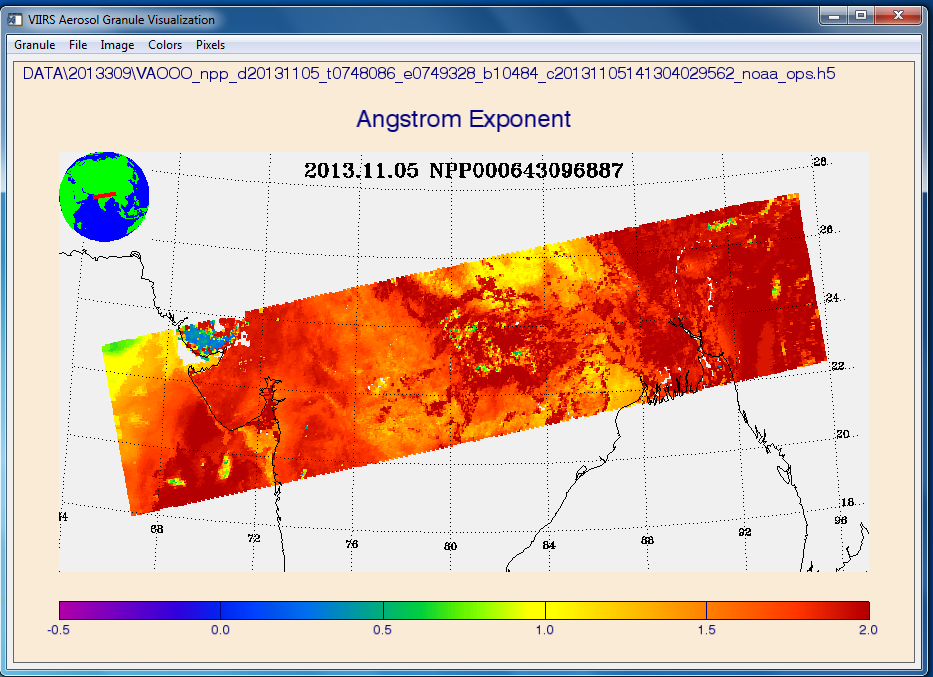 VIIRS Aerosol Granule Visualization
Granule File Image Colors Pixels
DATA\2013309\VAOOO_npp_d20131105_t0748086_e0749328_b10484_c20131105141304029562_noaa_ops.h5
Angstrom Exponent
2013.11.05 NPP000643096887
28
26
24
22
20
18
96
92
88
84
80
76
72
68
-0.5 0.0 0.5 1.0 1.5 2.0